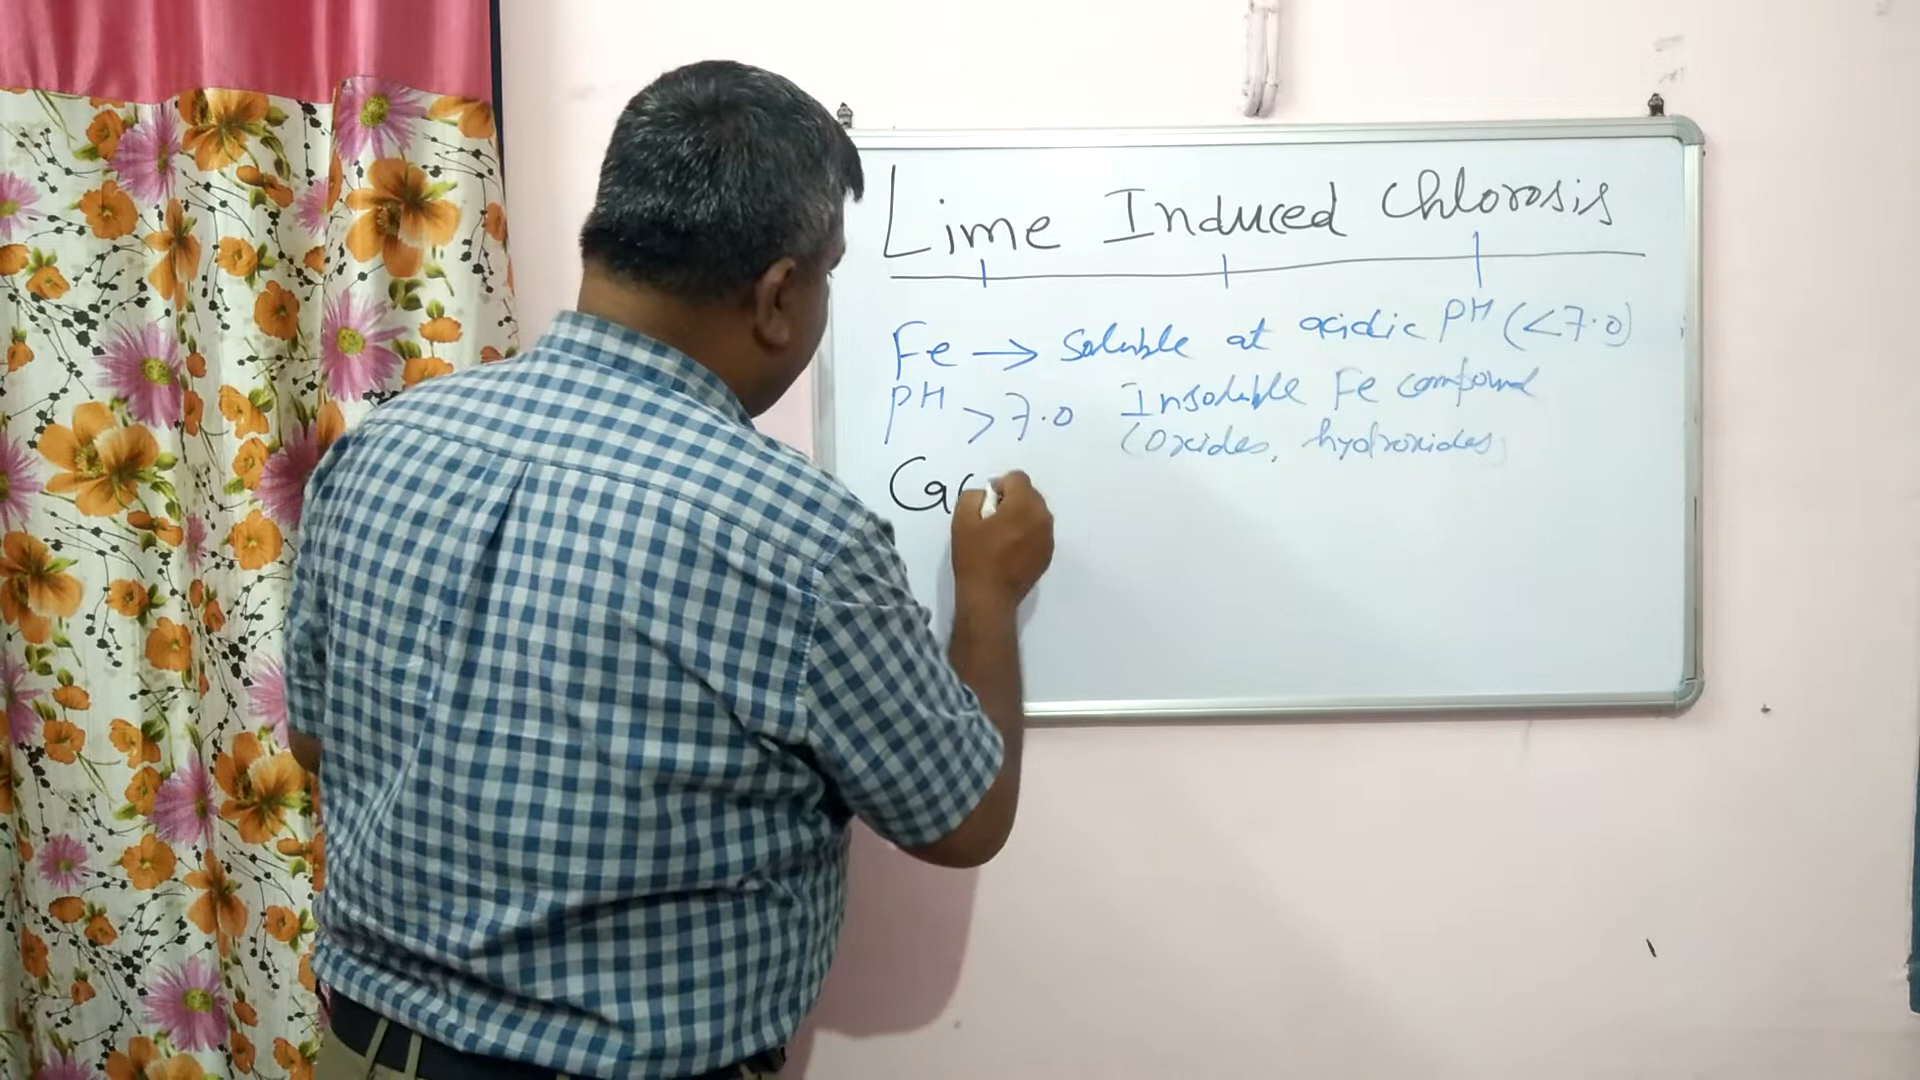 Lime Induced Chlorosis
Fe → Soluble at acidic PH (<7.0)
PH >7.0 Insoluble Fe compound
(Oxides, hydroxides)
Ca